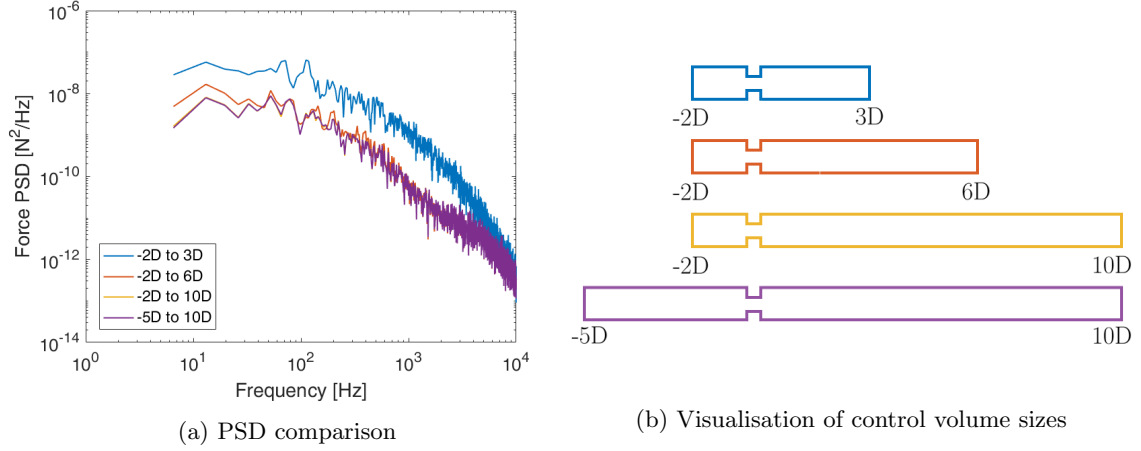 10^-6
10^-8
10^-10
10^-12
10^-14
Force PSD [N^2/Hz]
-2D to 3D
-2D to 6D
-2D to 10D
-5D to 10D
10^0 10^1 10^2 10^3 10^4
Frequency [Hz]
(a) PSD comparison
-2D 3D
-2D 6D
-2D 10D
-5D 10D
(b) Visualisation of control volume sizes